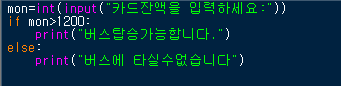 mon=int(input("카드잔액을 입력하세요:"))
if mon>1200:
    print("버스탑승가능합니다.")
else:
    print("버스에 타실수없습니다")